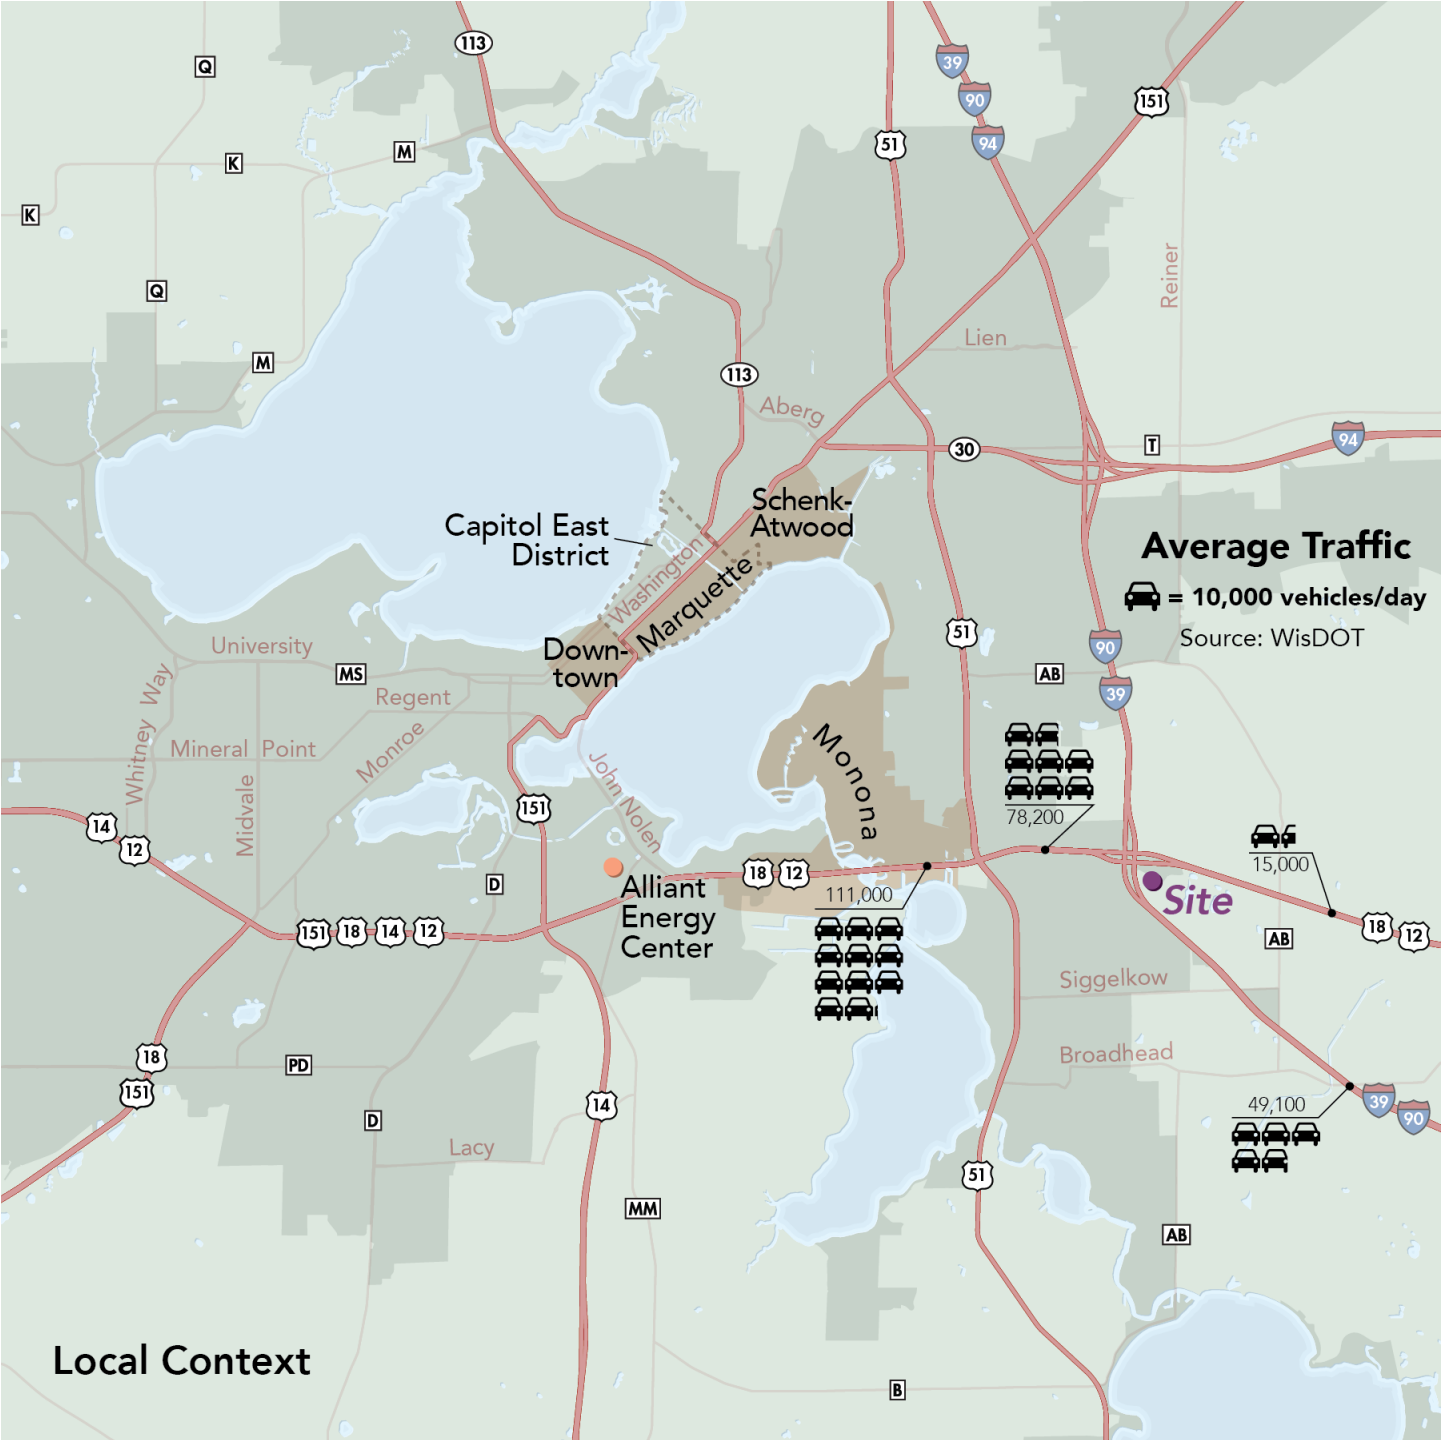 113
39
Q
90
151
94
51
M
K
K
Reiner
Q
Lien
M
113
Aberg
94
T
30
Schenk-
Atwood
Capitol East
District
Washington
Average Traffic
= 10,000 vehicles/day
Source: WisDOT
Marquette
51
90
University
Down-
town
MS
AB
39
Whitney Way
Regent
Monroe
Mineral Point
Midvale
John Nolen
Monona
78,200
151
14
12
15,000
18
12
D
Alliant
Energy
Center
111,000
Site
151
18
14
12
18
12
AB
Siggelkow
18
151
PD
Broadhead
39
90
49,100
14
D
Lacy
51
MM
AB
Local Context
B